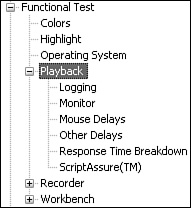 Functional Test
Colors
Highlight
Operating System
Playback
Logging
Monitor
Mouse Delays
Other Delays
Response Time Breakdown
ScriptAssure(TM)
Recorder
Workbench